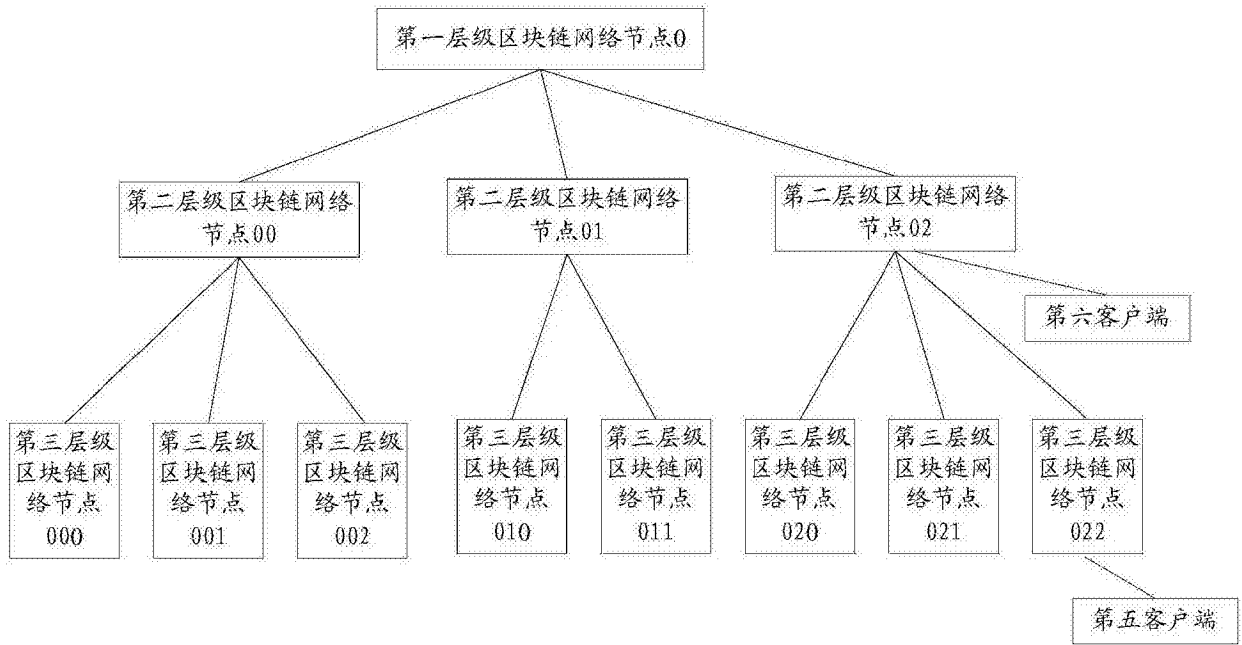 第一层级区块链网络节点0
第二层级区块链网络
节点00
第二层级区块链网络
节点01
第二层级区块链网络
节点02
第六客户端
第三层级
区块链网
络节点
000
第三层级
区块链网
络节点
001
第三层级
区块链网
络节点
002
第三层级
区块链网
络节点
010
第三层级
区块链网
络节点
011
第三层级
区块链网
络节点
020
第三层级
区块链网
络节点
021
第三层级
区块链网
络节点
022
第五客户端